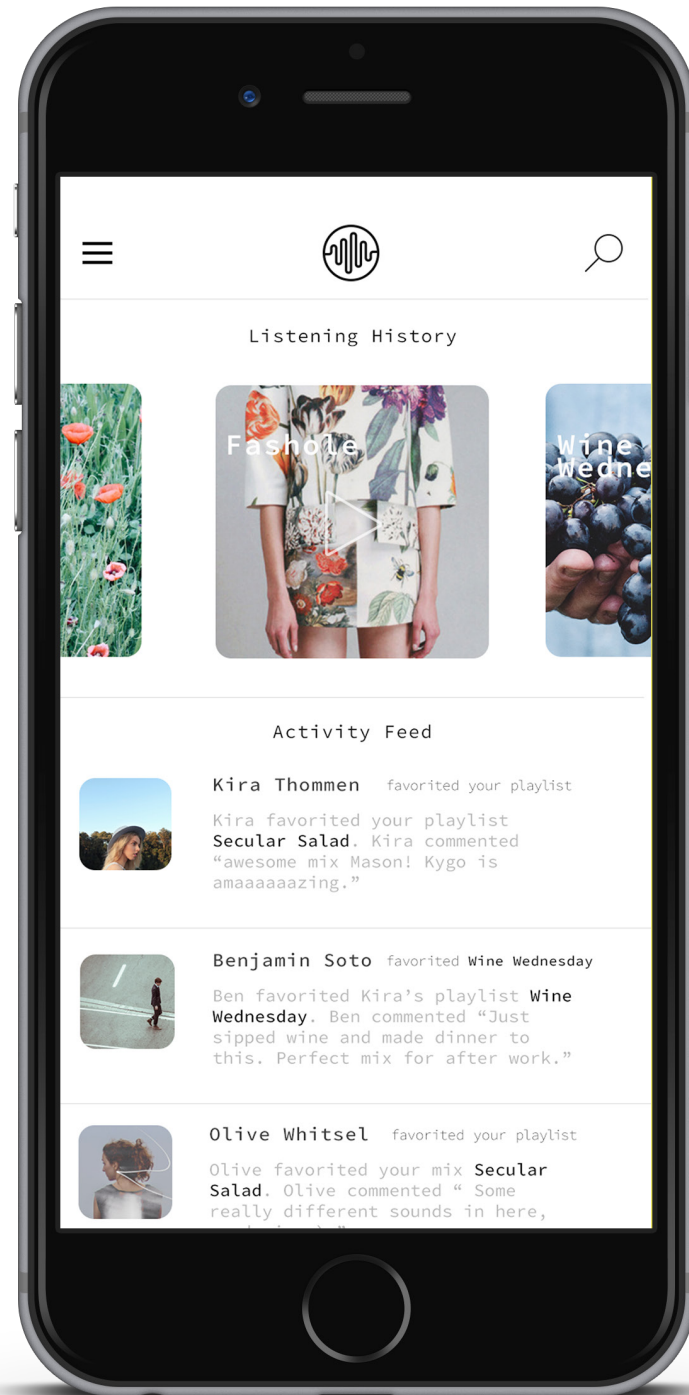 Listening History
Fashole
Wine
Wedne
Activity Feed
Kira Thommen favorited your playlist
Kira favorited your playlist
Secular Salad. Kira commented
“awesome mix Mason! Kygo is
amaaaaaazing.”
Benjamin Soto favorited Wine Wednesday
Ben favorited Kira’s playlist Wine
Wednesday. Ben commented “Just
sipped wine and made dinner to
this. Perfect mix for after work.”
Olive Whitsel favorited your playlist
Olive favorited your mix Secular
Salad. Olive commented “ Some
really different sounds in here,